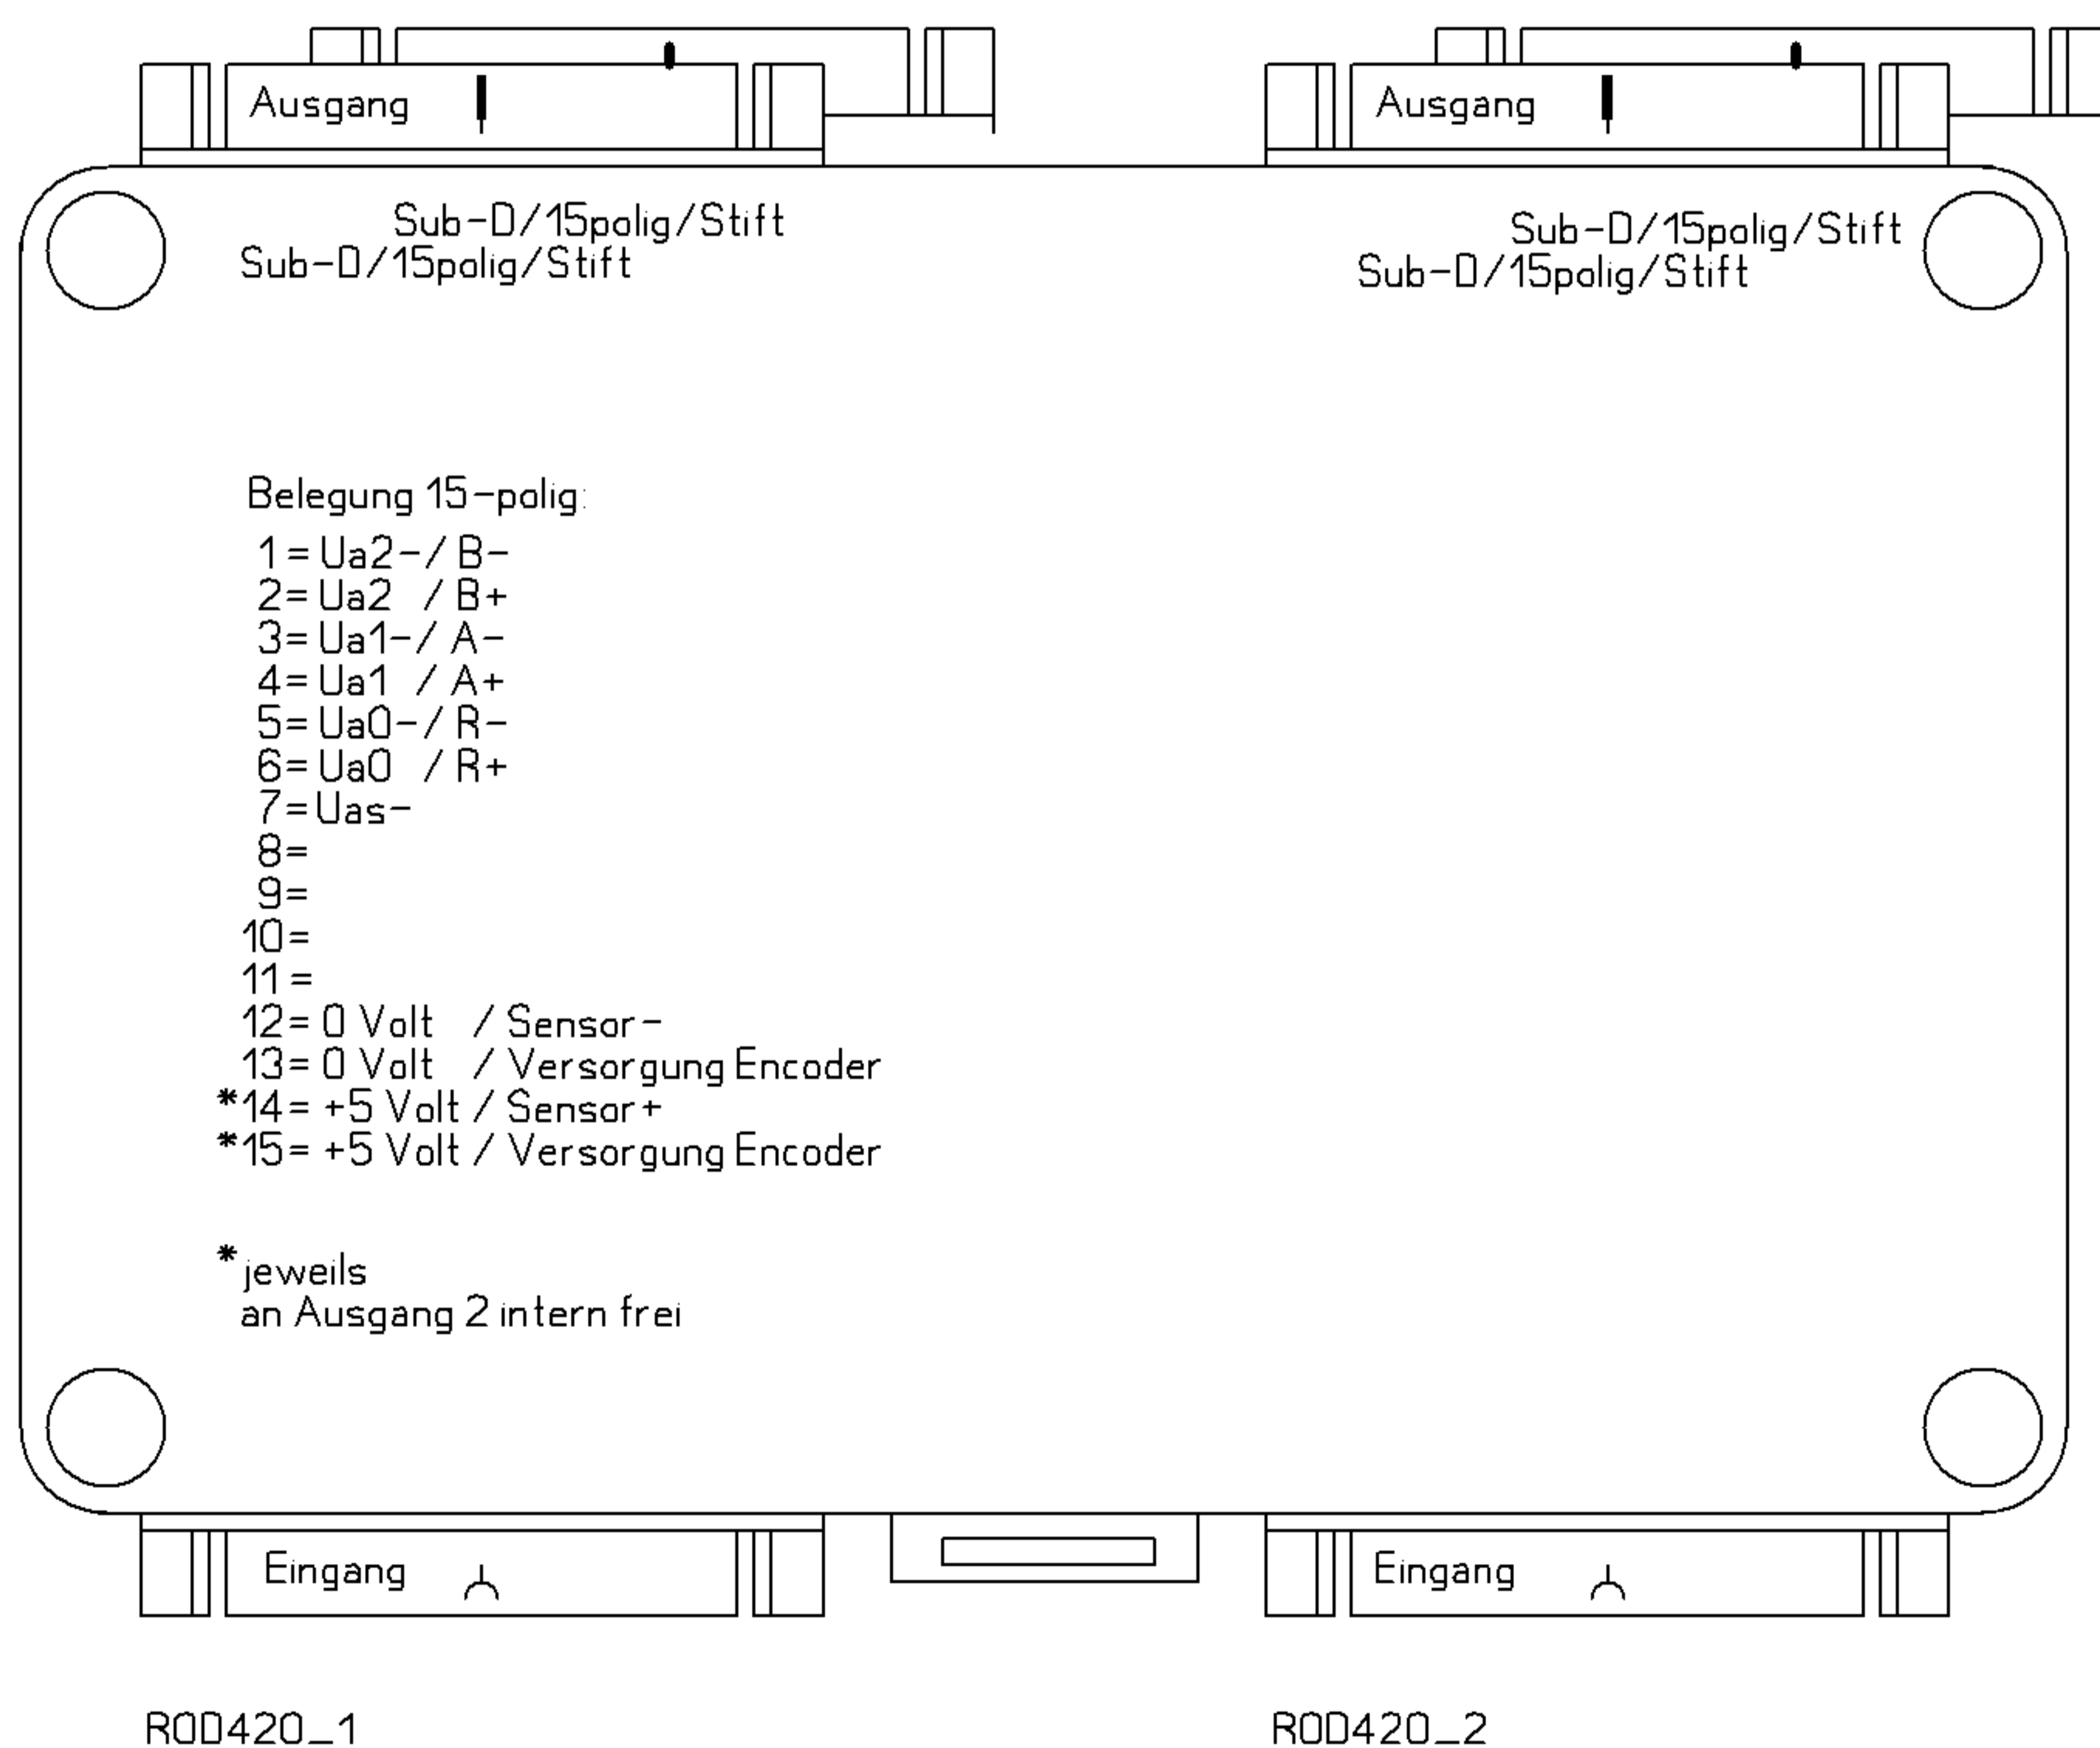 Ausgang
Ausgang
Sub-D/15polig/Stift
Sub-D/15polig/Stift
Sub-D/15polig/Stift
Sub-D/15polig/Stift
Belegung 15-polig:
1= Ua2-/ B-
2= Ua2 / B+
3= Ua1-/ A-
4= Ua1 / A+
5= Ua0-/ R-
6= Ua0 / R+
7= Uas-
8=
9=
10=
11=
12= 0 Volt / Sensor-
13= 0 Volt / Versorgung Encoder
*14= +5 Volt / Sensor+
*15= +5 Volt / Versorgung Encoder
*jeweils
an Ausgang 2 intern frei
Eingang
Eingang
ROD420_1
ROD420_2